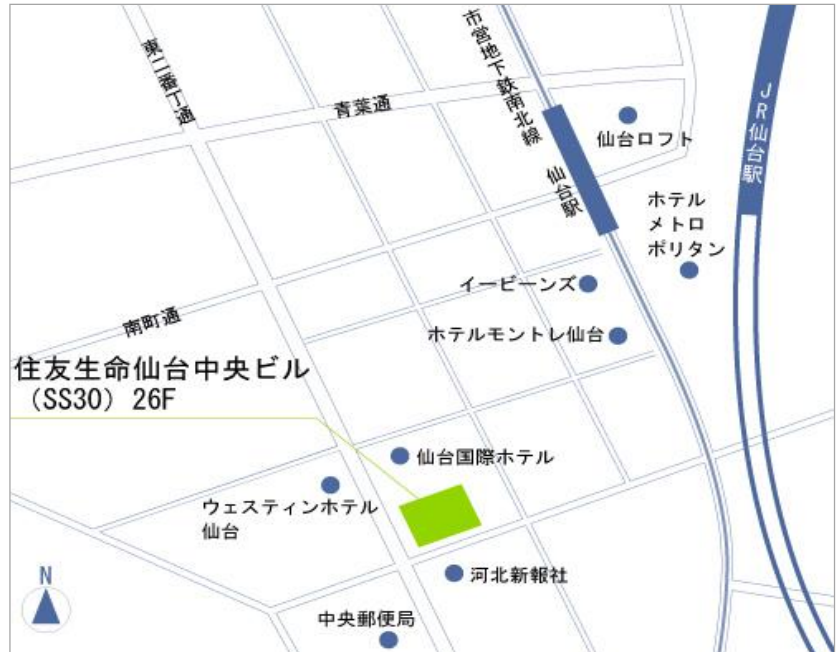 東二番丁通
青葉通
市営地下鉄南北線
仙台駅
仙台ロフト
JR仙台駅
ホテル
メトロ
ポリタン
イービーンズ
南町通
ホテルモントレ仙台
住友生命仙台中央ビル
（SS30）26F
仙台国際ホテル
ウェスティンホテル
仙台
河北新報社
N
中央郵便局